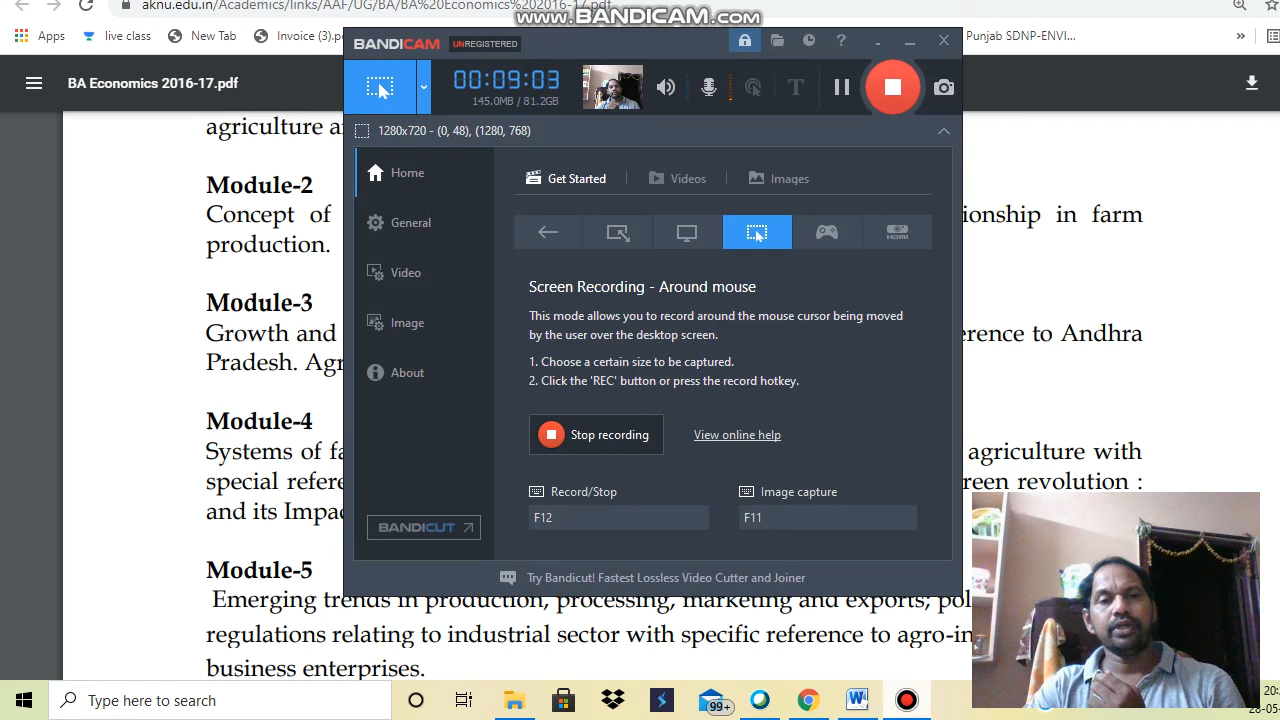 aknu.edu.in/Academics/links/AAF/UG/BA/BA%20Economics%202016-17.pdf
www.BANDICAM.com
Apps
live class
New Tab
Invoice (3).p
Punjab SDNP-ENVI...
»
BANDICAM UNREGISTERED
?
BA Economics 2016-17.pdf
00:09:03
145.0MB / 81.2GB
T
agriculture
1280x720 - (0, 48), (1280, 768)
Home
General
Video
Image
About
BANDICUT
Get Started
Videos
Images
HDMI
Screen Recording - Around mouse
This mode allows you to record around the mouse cursor being moved
by the user over the desktop screen.
1. Choose a certain size to be captured.
2. Click the 'REC' button or press the record hotkey.
Stop recording
View online help
Record/Stop
F12
Image capture
F11
Try Bandicut! Fastest Lossless Video Cutter and Joiner
Module-2
Concept of ionship in farm
production.
Module-3
Growth and erence to Andhra
Pradesh. Agr
Module-4
Systems of fa agriculture with
special refere reen revolution :
and its Impa
Module-5
Emerging trends in production, processing, marketing and exports; pol
regulations relating to industrial sector with specific reference to agro-in
business enterprises.
Type here to search
99+
20:
28-05